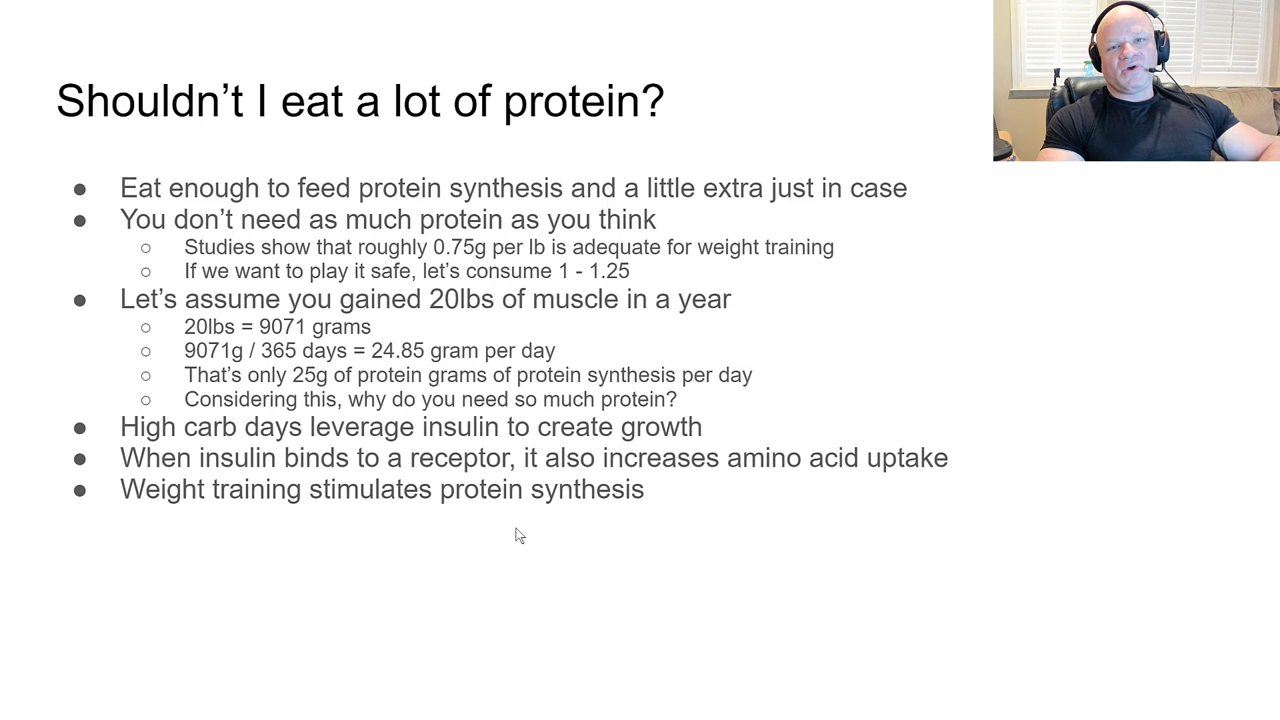 Shouldn’t I eat a lot of protein?
● Eat enough to feed protein synthesis and a little extra just in case
● You don’t need as much protein as you think
○ Studies show that roughly 0.75g per lb is adequate for weight training
○ If we want to play it safe, let’s consume 1 - 1.25
● Let’s assume you gained 20lbs of muscle in a year
○ 20lbs = 9071 grams
○ 9071g / 365 days = 24.85 gram per day
○ That’s only 25g of protein grams of protein synthesis per day
○ Considering this, why do you need so much protein?
● High carb days leverage insulin to create growth
● When insulin binds to a receptor, it also increases amino acid uptake
● Weight training stimulates protein synthesis